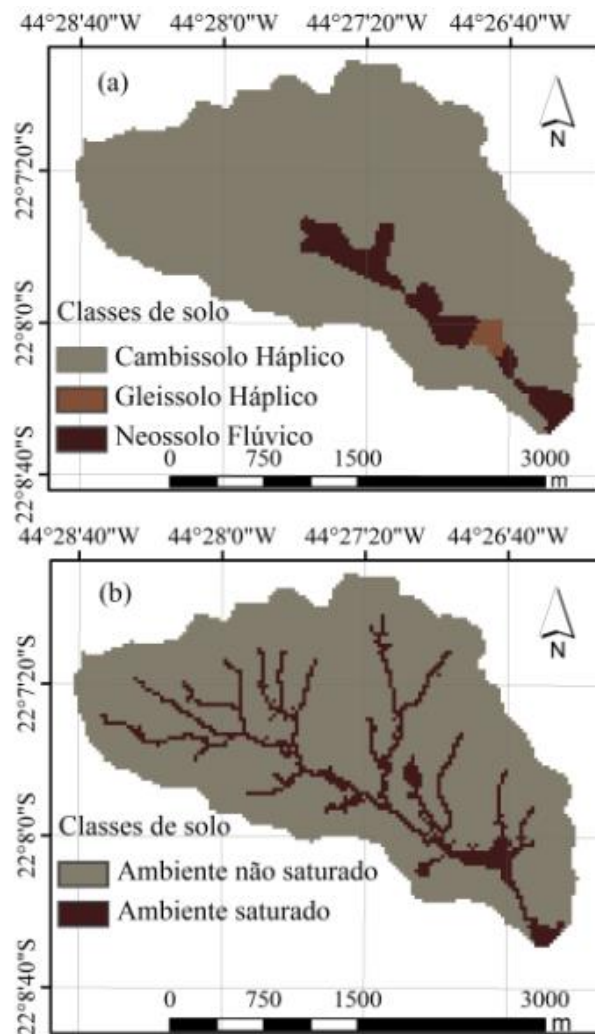 44°28'40"W 44°28'0"W 44°27'20"W 44°26'40"W
(a)
N
22°7'20"S
22°8'0"S
22°8'40"S
Classes de solo
Cambissolo Háplico
Gleissolo Háplico
Neossolo Flúvico
0 750 1500 3000
m
44°28'40"W 44°28'0"W 44°27'20"W 44°26'40"W
(b)
N
22°7'20"S
22°8'0"S
22°8'40"S
Classes de solo
Ambiente não saturado
Ambiente saturado
0 750 1500 3000
m